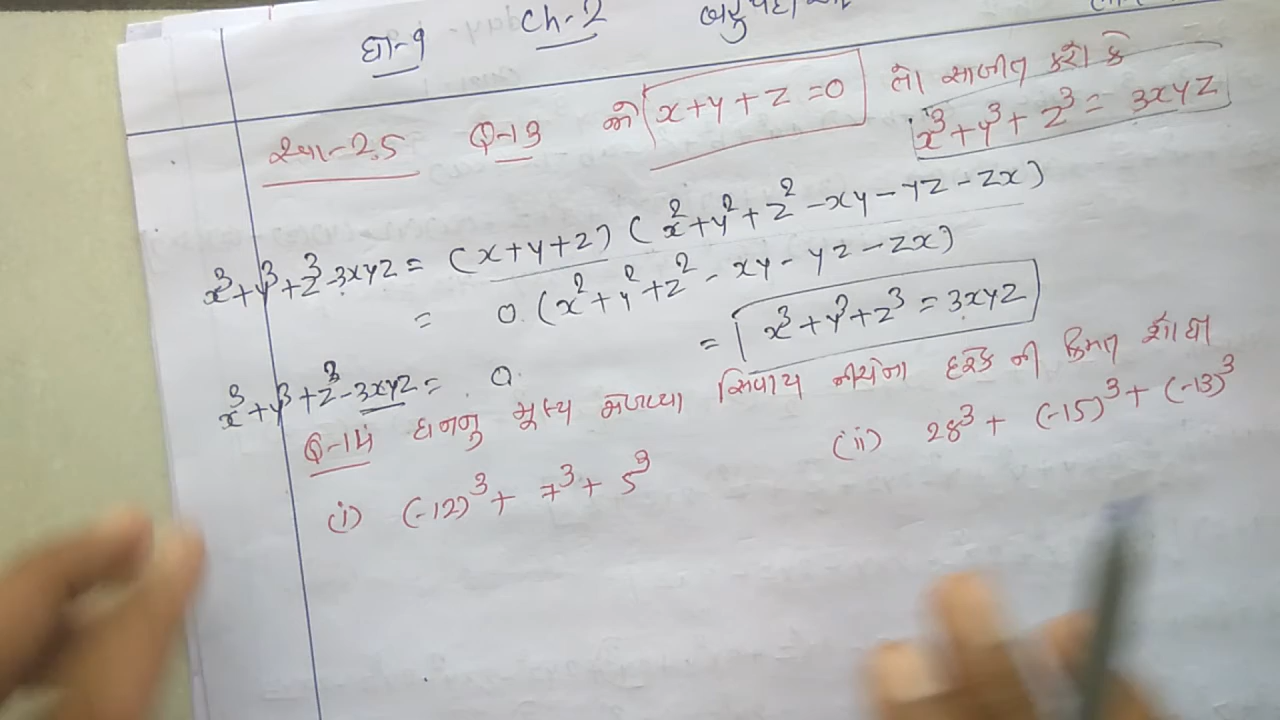 ધો-9 Ch-2
સ્વા-2.5 Q-13 જો x+y+z=0 તો સાબીત કરો કે
x³+y³+z³= 3xyz
x³+y³+z³-3xyz = (x+y+z) (x²+y²+z²-xy-yz-zx)
= 0 (x²+y²+z²-xy-yz-zx)
x³+y³+z³-3xyz = 0. = x³+y³+z³=3xyz
Q-14 ઘનનુ મૂલ્ય મેળવ્યા સિવાય નીચેના દરેક ની કિંમત શોધો
(i) (-12)³+ 7³+ 5³ (ii) 28³+ (-15)³+ (-13)³